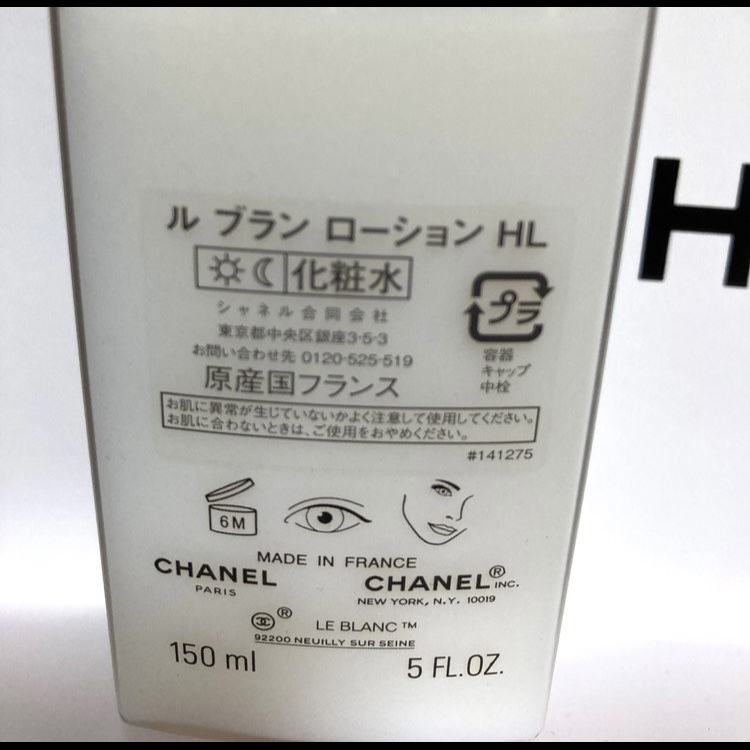 ル ブラン ローション HL
化粧水
シャネル合同会社
東京都中央区銀座3-5-3
お問い合わせ先 0120-525-519
原産国フランス
プラ
容器
キャップ
中栓
お肌に異常が生じていないかよく注意して使用してください。
お肌に合わないときは、ご使用をおやめください。
#141275
6M
MADE IN FRANCE
CHANEL
PARIS
CHANEL® INC.
NEW YORK, N.Y. 10019
®
LE BLANC™
92200 NEUILLY SUR SEINE
150 ml
5 FL.OZ.
H